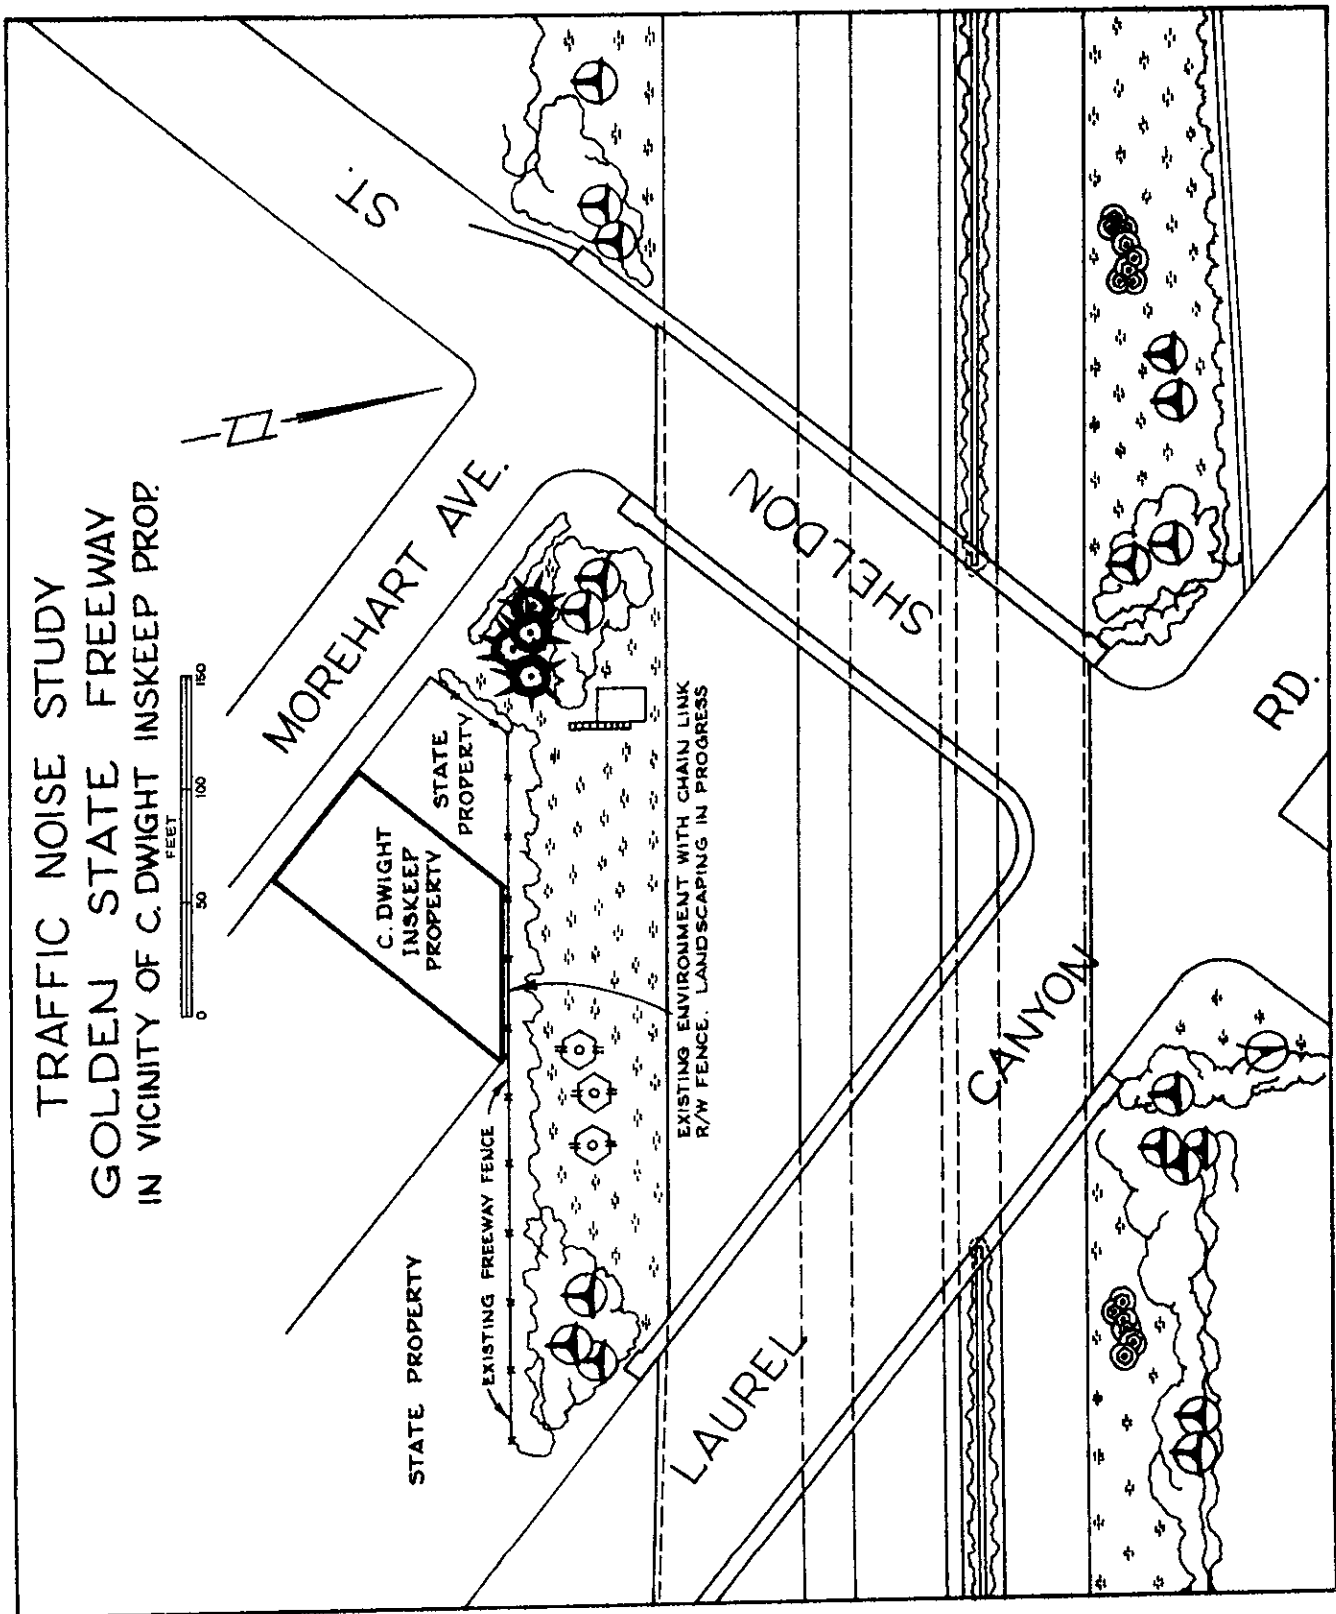 TRAFFIC NOISE STUDY
GOLDEN STATE FREEWAY
IN VICINITY OF C. DWIGHT INSKEEP PROP.
0 50 100 150
FEET
ST.
MOREHART AVE.
STATE
PROPERTY
C. DWIGHT
INSKEEP
PROPERTY
STATE PROPERTY
EXISTING FREEWAY FENCE
EXISTING ENVIRONMENT WITH CHAIN LINK
R/W FENCE. LANDSCAPING IN PROGRESS
SHELDON
LAUREL
CANYON
RD.